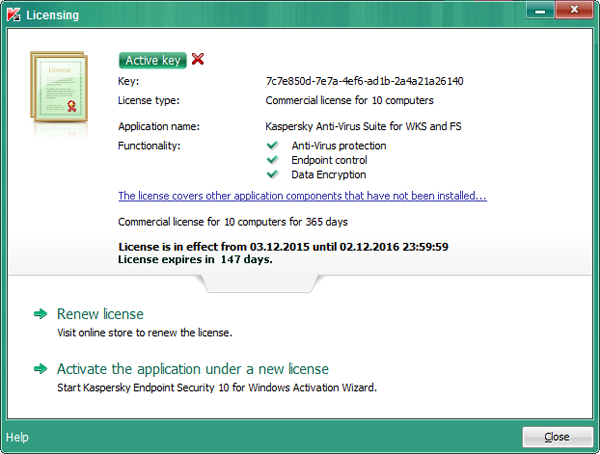 Licensing
License
Active key
Key: 7c7e850d-7e7a-4ef6-ad1b-2a4a21a26140
License type: Commercial license for 10 computers
Application name: Kaspersky Anti-Virus Suite for WKS and FS
Functionality: Anti-Virus protection
Endpoint control
Data Encryption
The license covers other application components that have not been installed...
Commercial license for 10 computers for 365 days
License is in effect from 03.12.2015 until 02.12.2016 23:59:59
License expires in 147 days.
Renew license
Visit online store to renew the license.
Activate the application under a new license
Start Kaspersky Endpoint Security 10 for Windows Activation Wizard.
Help
Close